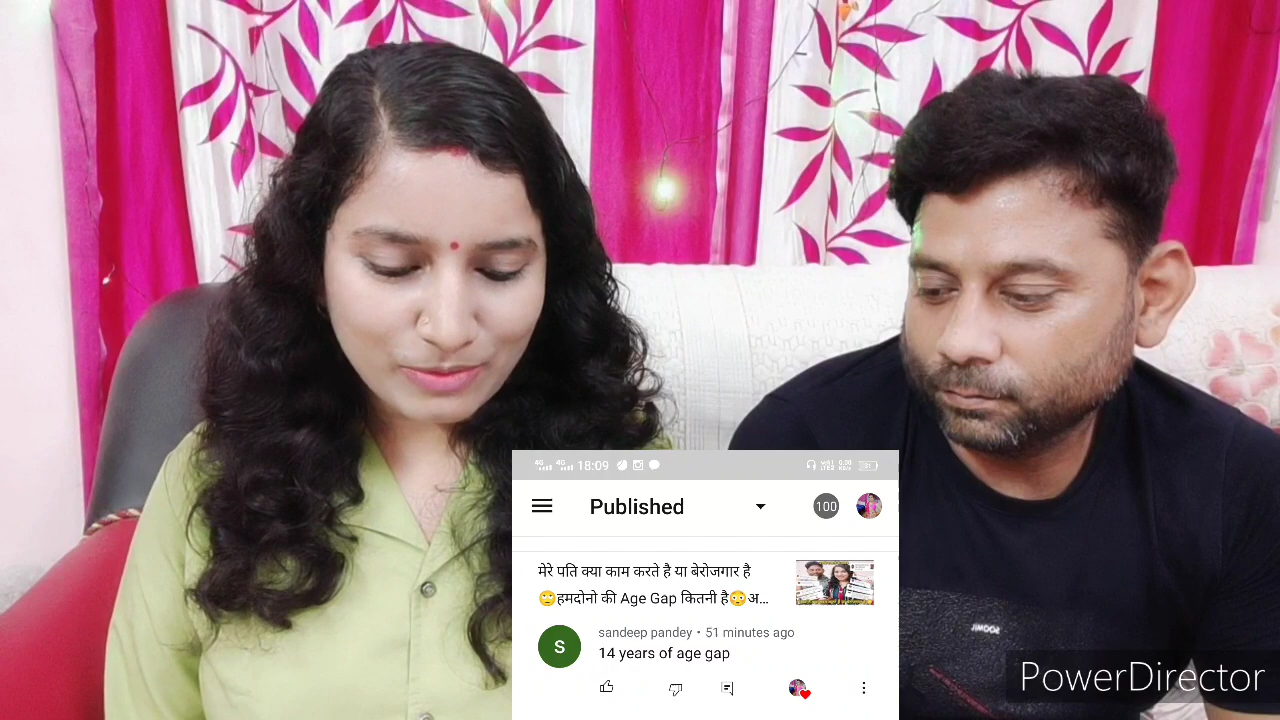 18:09
Published
100
मेरे पति क्या काम करते है या बेरोजगार है
🙄हमदोनो की Age Gap कितनी है😳अ...
sandeep pandey • 51 minutes ago
S
14 years of age gap
PowerDirector